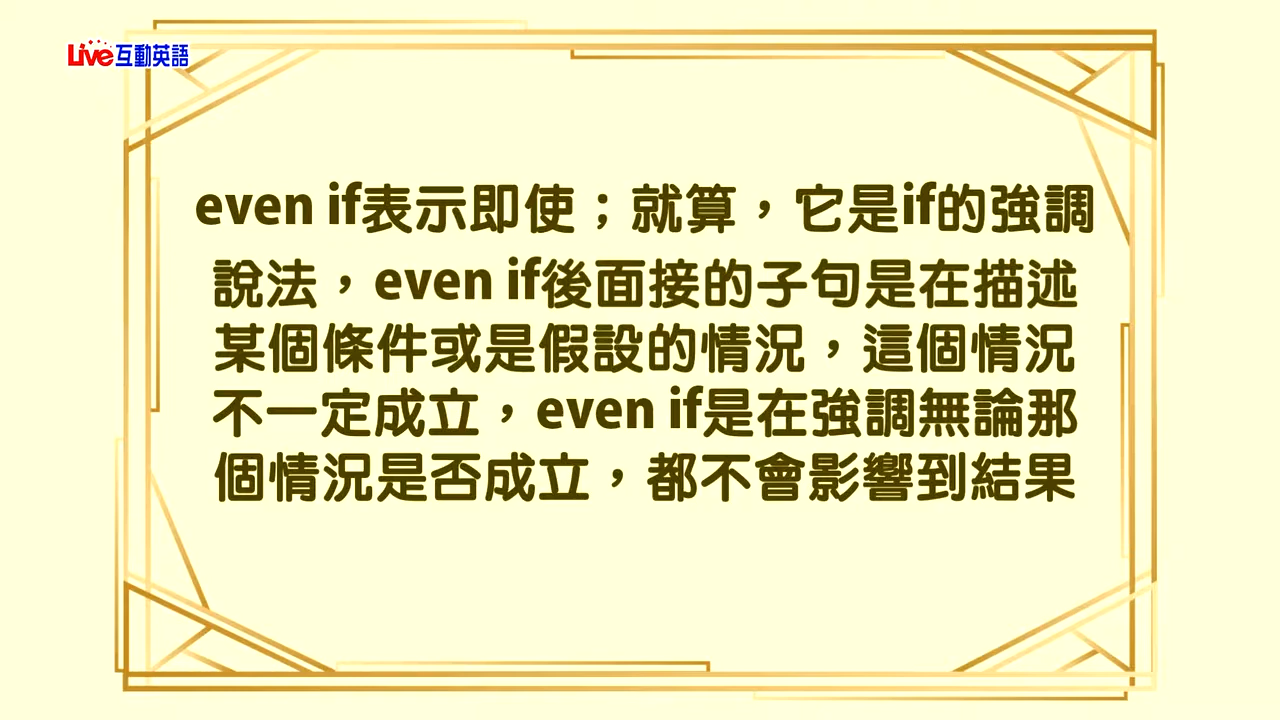 Live互動英語
even if表示即使；就算，它是if的強調
說法，even if後面接的子句是在描述
某個條件或是假設的情況，這個情況
不一定成立，even if是在強調無論那
個情況是否成立，都不會影響到結果